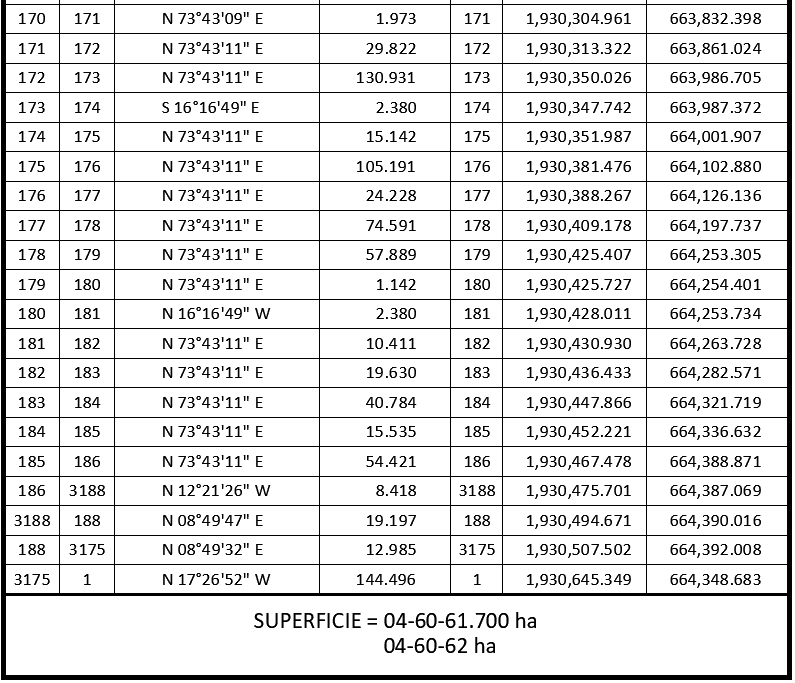 170 171 N 73°43'09" E 1.973 171 1,930,304.961 663,832.398
171 172 N 73°43'11" E 29.822 172 1,930,313.322 663,861.024
172 173 N 73°43'11" E 130.931 173 1,930,350.026 663,986.705
173 174 S 16°16'49" E 2.380 174 1,930,347.742 663,987.372
174 175 N 73°43'11" E 15.142 175 1,930,351.987 664,001.907
175 176 N 73°43'11" E 105.191 176 1,930,381.476 664,102.880
176 177 N 73°43'11" E 24.228 177 1,930,388.267 664,126.136
177 178 N 73°43'11" E 74.591 178 1,930,409.178 664,197.737
178 179 N 73°43'11" E 57.889 179 1,930,425.407 664,253.305
179 180 N 73°43'11" E 1.142 180 1,930,425.727 664,254.401
180 181 N 16°16'49" W 2.380 181 1,930,428.011 664,253.734
181 182 N 73°43'11" E 10.411 182 1,930,430.930 664,263.728
182 183 N 73°43'11" E 19.630 183 1,930,436.433 664,282.571
183 184 N 73°43'11" E 40.784 184 1,930,447.866 664,321.719
184 185 N 73°43'11" E 15.535 185 1,930,452.221 664,336.632
185 186 N 73°43'11" E 54.421 186 1,930,467.478 664,388.871
186 3188 N 12°21'26" W 8.418 3188 1,930,475.701 664,387.069
3188 188 N 08°49'47" E 19.197 188 1,930,494.671 664,390.016
188 3175 N 08°49'32" E 12.985 3175 1,930,507.502 664,392.008
3175 1 N 17°26'52" W 144.496 1 1,930,645.349 664,348.683
SUPERFICIE = 04-60-61.700 ha
04-60-62 ha